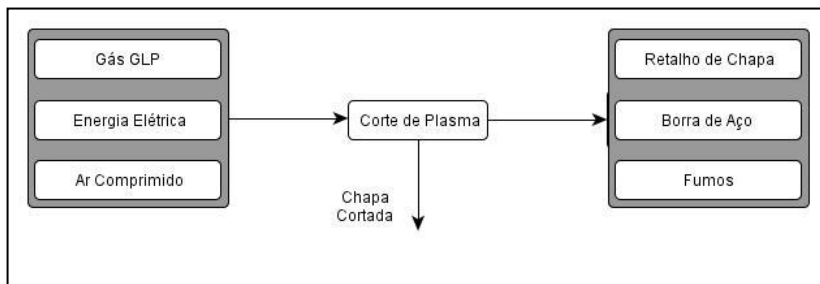 Gás GLP
Energia Elétrica
Ar Comprimido
Corte de Plasma
Chapa
Cortada
Retalho de Chapa
Borra de Aço
Fumos